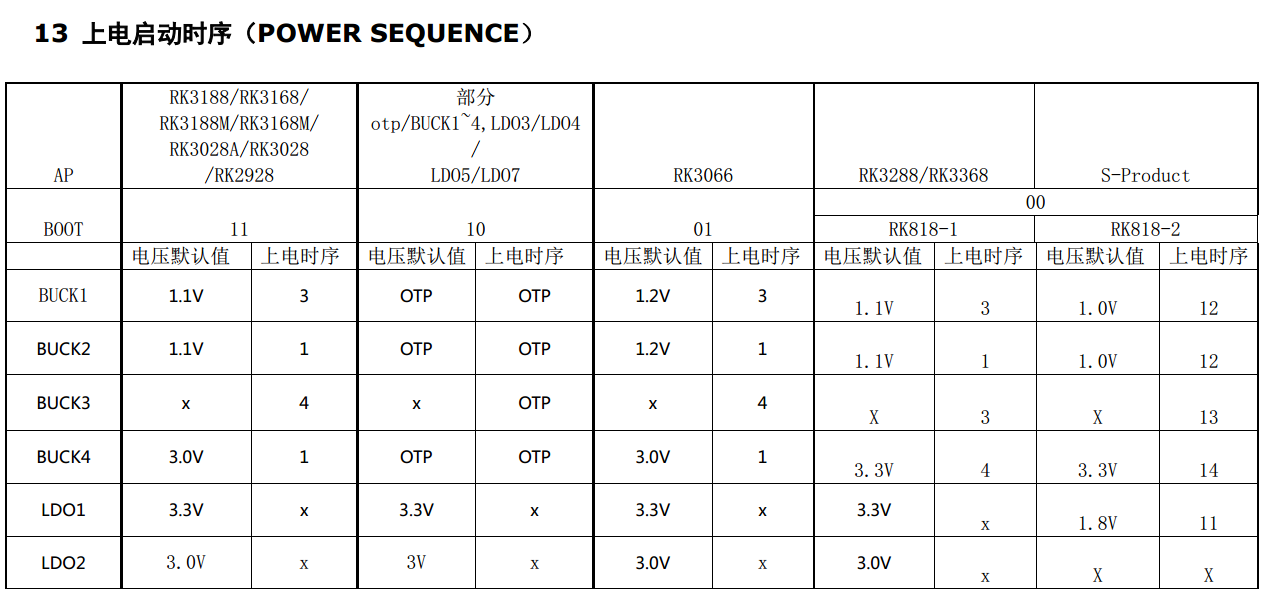 13 上电启动时序（POWER SEQUENCE）
RK3188/RK3168/
RK3188M/RK3168M/
RK3028A/RK3028
/RK2928
部分
otp/BUCK1~4,LDO3/LDO4
/
LDO5/LDO7
AP RK3066 RK3288/RK3368 S-Product
00
BOOT 11 10 01 RK818-1 RK818-2
电压默认值 上电时序 电压默认值 上电时序 电压默认值 上电时序 电压默认值 上电时序 电压默认值 上电时序
BUCK1 1.1V 3 OTP OTP 1.2V 3 1.1V 3 1.0V 12
BUCK2 1.1V 1 OTP OTP 1.2V 1 1.1V 1 1.0V 12
BUCK3 x 4 x OTP x 4 X 3 X 13
BUCK4 3.0V 1 OTP OTP 3.0V 1 3.3V 4 3.3V 14
LDO1 3.3V x 3.3V x 3.3V x 3.3V x 1.8V 11
LDO2 3.0V x 3V x 3.0V x 3.0V x X X